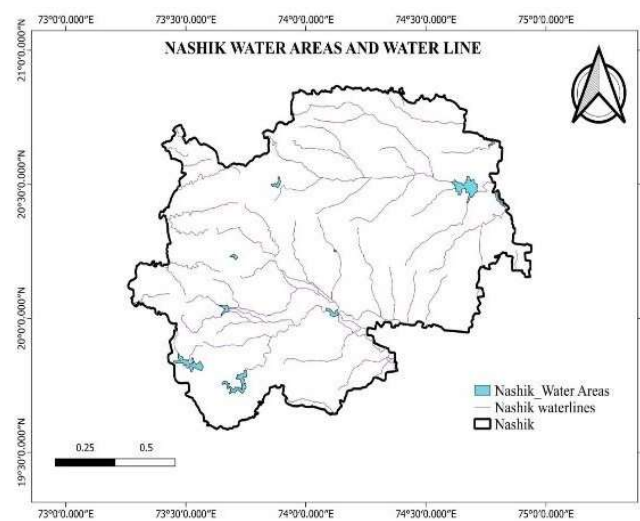 73°0'0.000"E 73°30'0.000"E 74°0'0.000"E 74°30'0.000"E 75°0'0.000"E
NASHIK WATER AREAS AND WATER LINE
21°0'0.000"N
20°30'0.000"N
20°0'0.000"N
19°30'0.000"N
Nashik_Water Areas
Nashik waterlines
Nashik
0.25 0.5
73°0'0.000"E 73°30'0.000"E 74°0'0.000"E 74°30'0.000"E 75°0'0.000"E